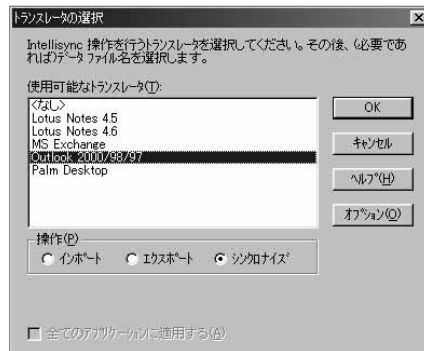 トランスレータの選択
Intellisync 操作を行うトランスレータを選択してください。その後、(必要であ
れば)データ ファイル名を選択します。
使用可能なトランスレータ(T):
<なし>
Lotus Notes 4.5
Lotus Notes 4.6
MS Exchange
Outlook 2000/98/97
Palm Desktop
OK
キャンセル
ヘルプ(H)
オプション(O)
操作(P)
インポート エクスポート シンクロナイズ
全てのアプリケーションに適用する(A)